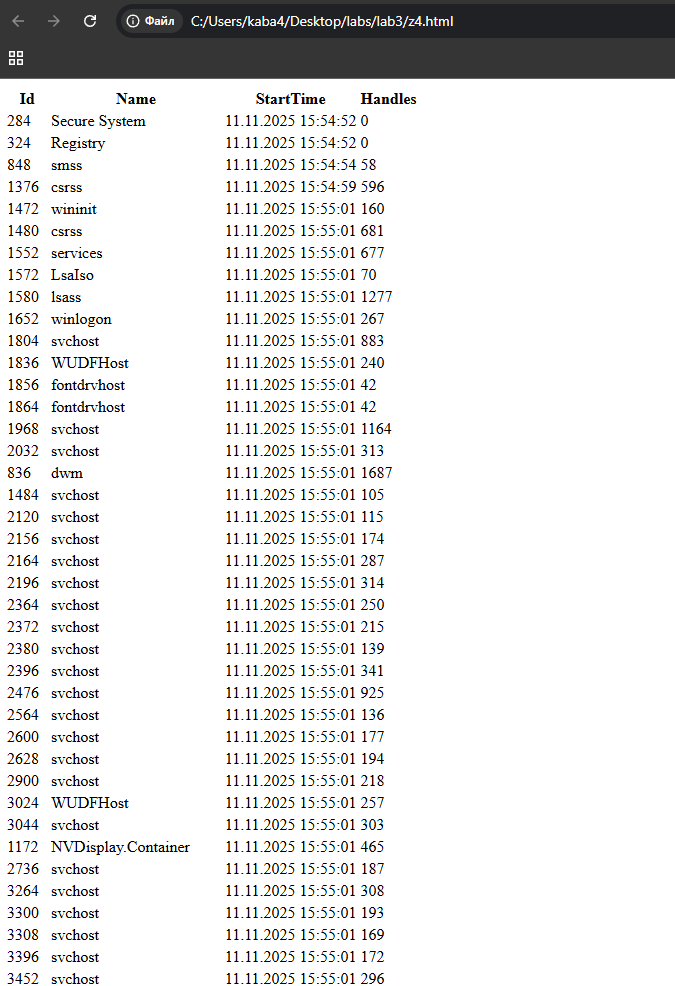 Файл C:/Users/kaba4/Desktop/labs/lab3/z4.html
Id Name StartTime Handles
284 Secure System 11.11.2025 15:54:52 0
324 Registry 11.11.2025 15:54:52 0
848 smss 11.11.2025 15:54:54 58
1376 csrss 11.11.2025 15:54:59 596
1472 wininit 11.11.2025 15:55:01 160
1480 csrss 11.11.2025 15:55:01 681
1552 services 11.11.2025 15:55:01 677
1572 LsaIso 11.11.2025 15:55:01 70
1580 lsass 11.11.2025 15:55:01 1277
1652 winlogon 11.11.2025 15:55:01 267
1804 svchost 11.11.2025 15:55:01 883
1836 WUDFHost 11.11.2025 15:55:01 240
1856 fontdrvhost 11.11.2025 15:55:01 42
1864 fontdrvhost 11.11.2025 15:55:01 42
1968 svchost 11.11.2025 15:55:01 1164
2032 svchost 11.11.2025 15:55:01 313
836 dwm 11.11.2025 15:55:01 1687
1484 svchost 11.11.2025 15:55:01 105
2120 svchost 11.11.2025 15:55:01 115
2156 svchost 11.11.2025 15:55:01 174
2164 svchost 11.11.2025 15:55:01 287
2196 svchost 11.11.2025 15:55:01 314
2364 svchost 11.11.2025 15:55:01 250
2372 svchost 11.11.2025 15:55:01 215
2380 svchost 11.11.2025 15:55:01 139
2396 svchost 11.11.2025 15:55:01 341
2476 svchost 11.11.2025 15:55:01 925
2564 svchost 11.11.2025 15:55:01 136
2600 svchost 11.11.2025 15:55:01 177
2628 svchost 11.11.2025 15:55:01 194
2900 svchost 11.11.2025 15:55:01 218
3024 WUDFHost 11.11.2025 15:55:01 257
3044 svchost 11.11.2025 15:55:01 303
1172 NVDisplay.Container 11.11.2025 15:55:01 465
2736 svchost 11.11.2025 15:55:01 187
3264 svchost 11.11.2025 15:55:01 308
3300 svchost 11.11.2025 15:55:01 193
3308 svchost 11.11.2025 15:55:01 169
3396 svchost 11.11.2025 15:55:01 172
3452 svchost 11.11.2025 15:55:01 296